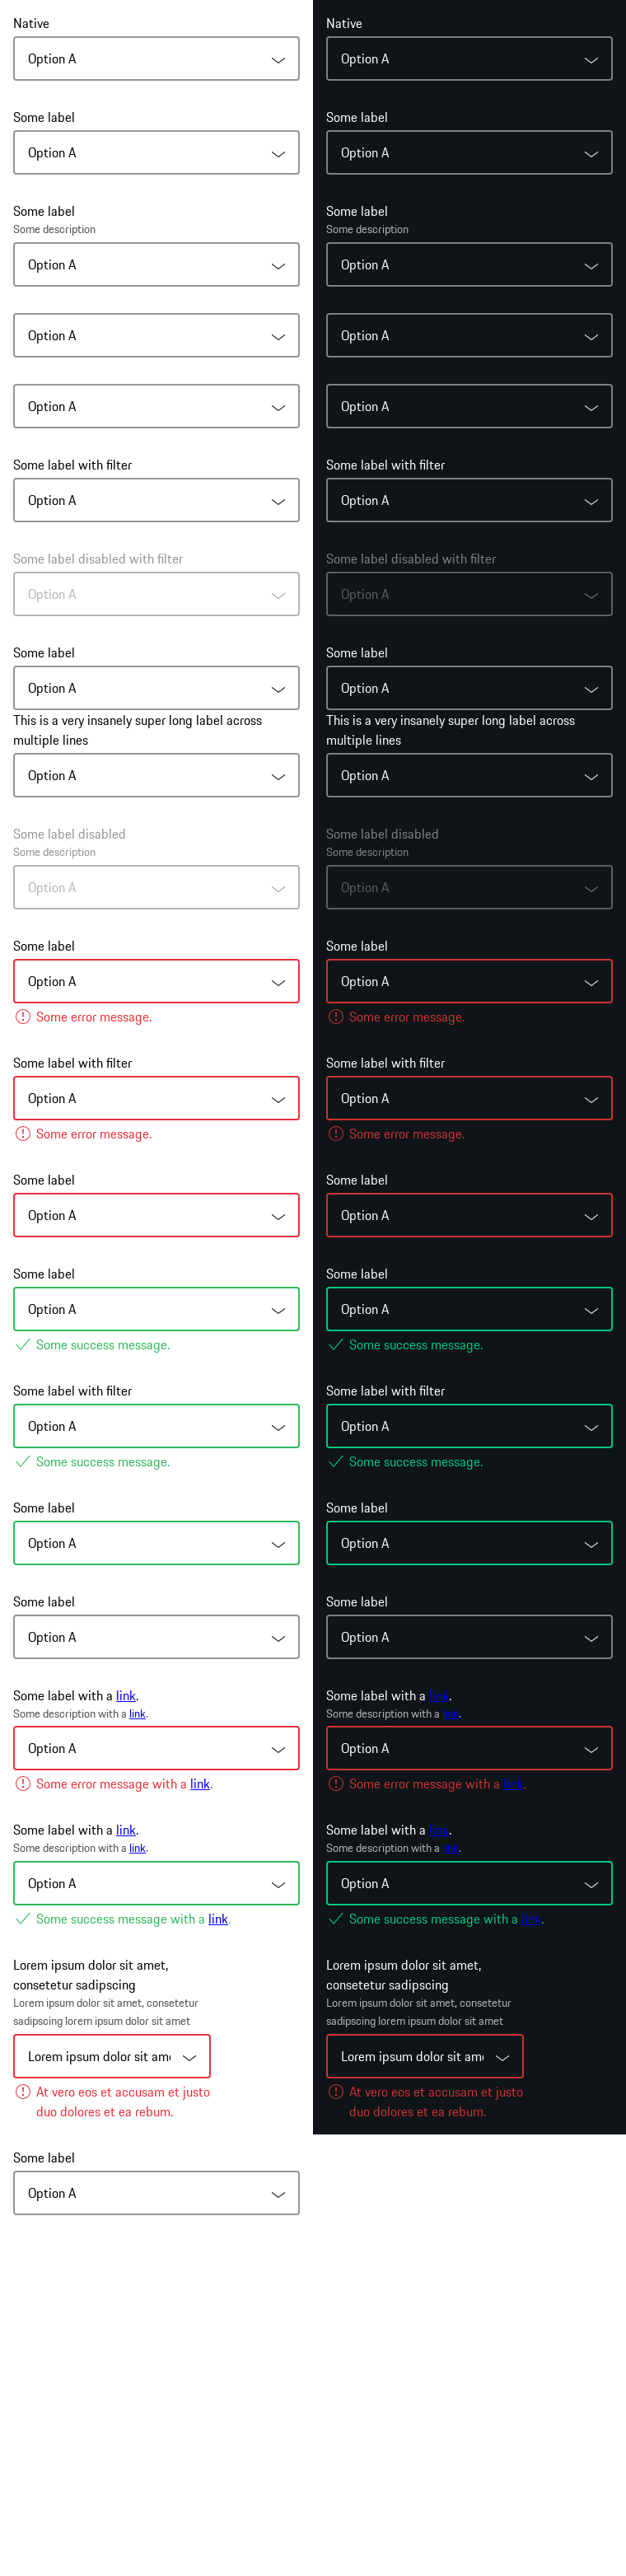 Native
Option A
Some label
Option A
Some label
Some description
Option A
Option A
Option A
Some label with filter
Option A
Some label disabled with filter
Option A
Some label
Option A
This is a very insanely super long label across
multiple lines
Option A
Some label disabled
Some description
Option A
Some label
Option A
Some error message.
Some label with filter
Option A
Some error message.
Some label
Option A
Some label
Option A
Some success message.
Some label with filter
Option A
Some success message.
Some label
Option A
Some label
Option A
Some label with a link.
Some description with a link.
Option A
Some error message with a link.
Some label with a link.
Some description with a link.
Option A
Some success message with a link.
Lorem ipsum dolor sit amet,
consetetur sadipscing
Lorem ipsum dolor sit amet, consetetur
sadipscing lorem ipsum dolor sit amet
Lorem ipsum dolor sit am
At vero eos et accusam et justo
duo dolores et ea rebum.
Some label
Option A
Native
Option A
Some label
Option A
Some label
Some description
Option A
Option A
Option A
Some label with filter
Option A
Some label disabled with filter
Option A
Some label
Option A
This is a very insanely super long label across
multiple lines
Option A
Some label disabled
Some description
Option A
Some label
Option A
Some error message.
Some label with filter
Option A
Some error message.
Some label
Option A
Some label
Option A
Some success message.
Some label with filter
Option A
Some success message.
Some label
Option A
Some label
Option A
Some label with a link.
Some description with a link.
Option A
Some error message with a link.
Some label with a link.
Some description with a link.
Option A
Some success message with a link.
Lorem ipsum dolor sit amet,
consetetur sadipscing
Lorem ipsum dolor sit amet, consetetur
sadipscing lorem ipsum dolor sit amet
Lorem ipsum dolor sit am
At vero eos et accusam et justo
duo dolores et ea rebum.